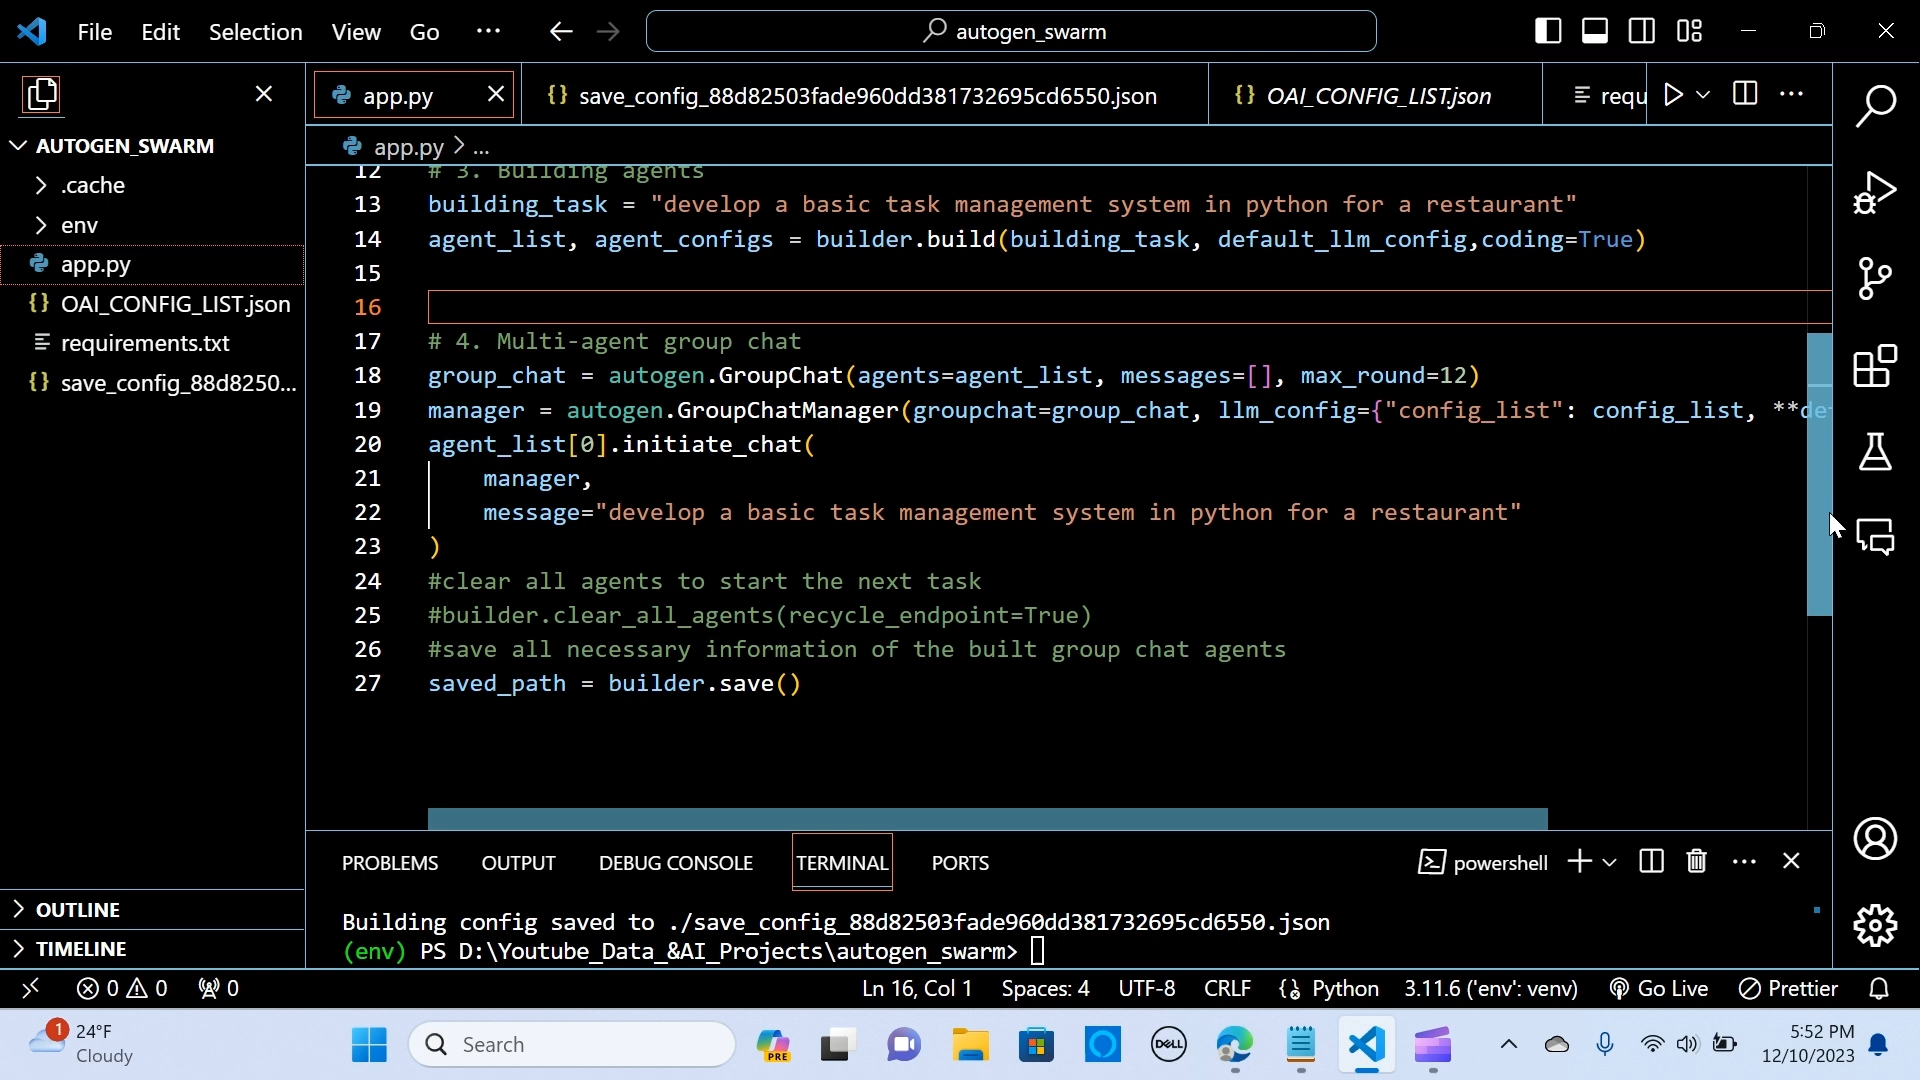 File Edit Selection View Go ··· autogen_swarm
app.py save_config_88d82503fade960dd381732695cd6550.json OAI_CONFIG_LIST.json requ
AUTOGEN_SWARM
.cache
env
app.py
OAI_CONFIG_LIST.json
requirements.txt
save_config_88d8250...
app.py > ...
12 # 3. Building agents
13 building_task = "develop a basic task management system in python for a restaurant"
14 agent_list, agent_configs = builder.build(building_task, default_llm_config,coding=True)
15
16
17 # 4. Multi-agent group chat
18 group_chat = autogen.GroupChat(agents=agent_list, messages=[], max_round=12)
19 manager = autogen.GroupChatManager(groupchat=group_chat, llm_config={"config_list": config_list, **de
20 agent_list[0].initiate_chat(
21 manager,
22 message="develop a basic task management system in python for a restaurant"
23 )
24 #clear all agents to start the next task
25 #builder.clear_all_agents(recycle_endpoint=True)
26 #save all necessary information of the built group chat agents
27 saved_path = builder.save()
OUTLINE
TIMELINE
PROBLEMS OUTPUT DEBUG CONSOLE TERMINAL PORTS powershell
Building config saved to ./save_config_88d82503fade960dd381732695cd6550.json
(env) PS D:\Youtube_Data_&AI_Projects\autogen_swarm>
0 0 0 Ln 16, Col 1 Spaces: 4 UTF-8 CRLF Python 3.11.6 ('env': venv) Go Live Prettier
1 24°F
Cloudy
Search
PRE
DELL
5:52 PM
12/10/2023